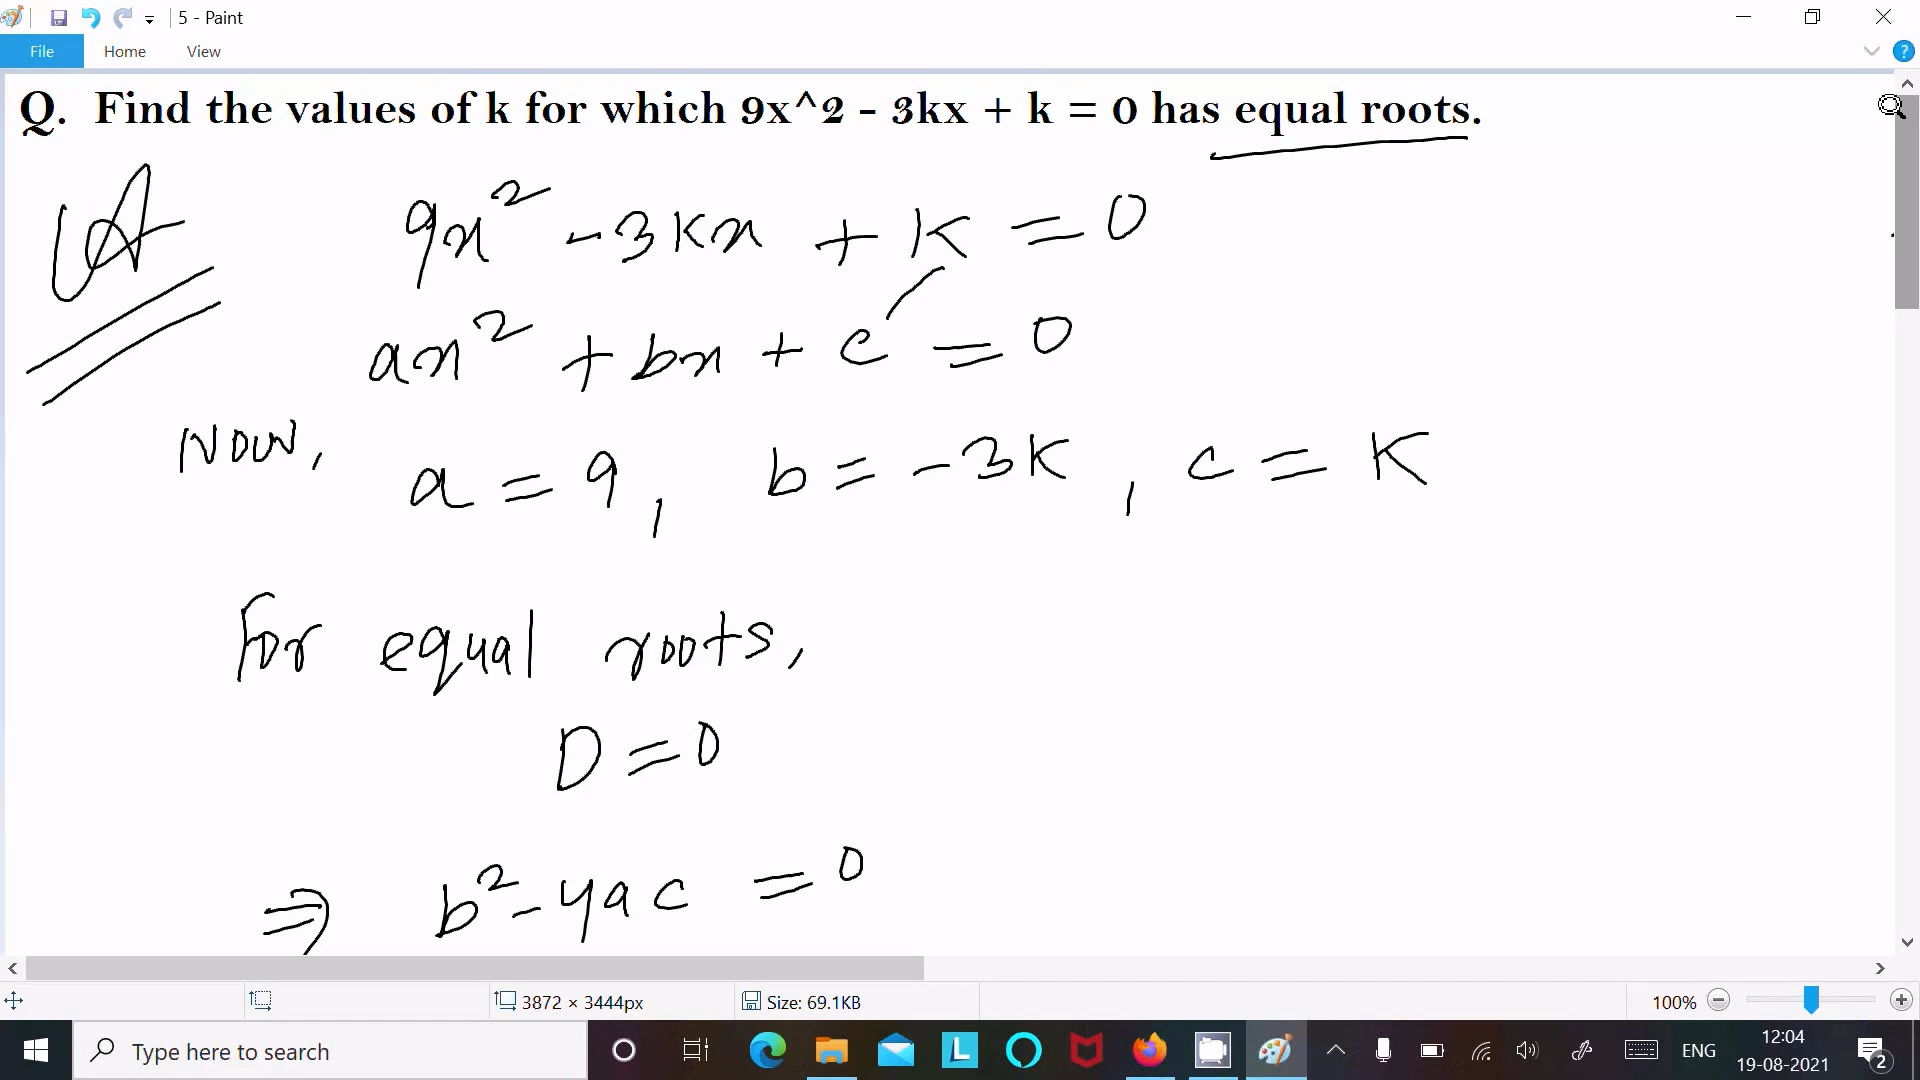 5 - Paint
File Home View
Q. Find the values of k for which 9x^2 - 3kx + k = 0 has equal roots.
A
9x² - 3kx + k = 0
ax² + bx + c = 0
Now,
a = 9, b = -3k, c = k
For equal roots,
D = 0
⇒ b² - 4ac = 0
3872 × 3444px Size: 69.1KB 100%
Type here to search
L
ENG
12:04
19-08-2021
2